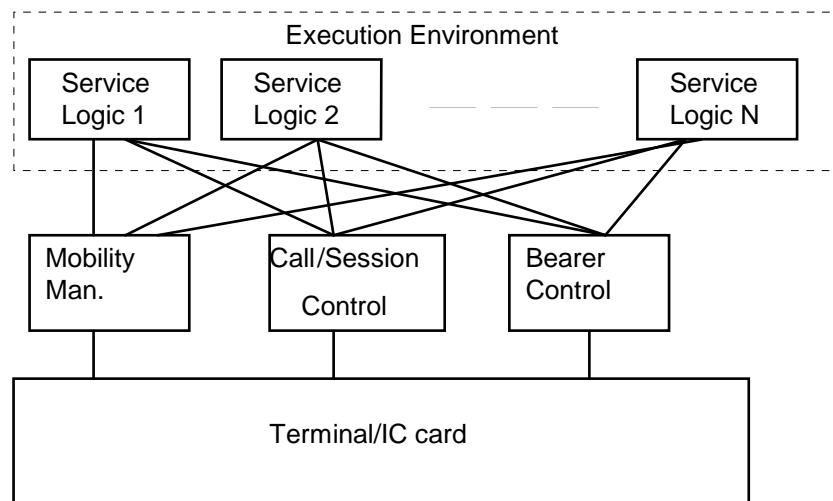 Execution Environment
Service
Logic 1
Service
Logic 2
Service
Logic N
Mobility
Man.
Call/Session
Control
Bearer
Control
Terminal/IC card